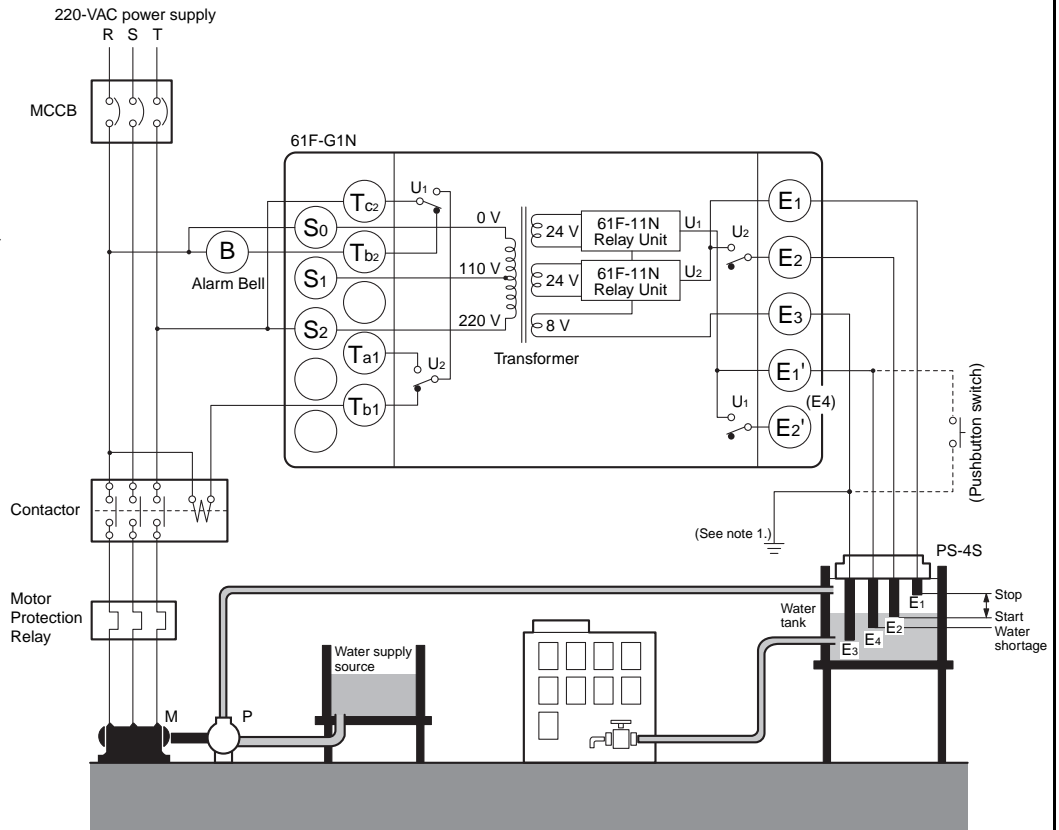 220-VAC power supply
R S T
MCCB
61F-G1N
Tc2
U1
S0
B
Alarm Bell
Tb2
S1
S2
Ta1
U2
Tb1
0 V
110 V
220 V
24 V
61F-11N
Relay Unit
U1
24 V
61F-11N
Relay Unit
U2
8 V
Transformer
U2
U1
E1
E2
E3
E1'
(E4)
E2'
(Pushbutton switch)
Contactor
(See note 1.)
PS-4S
Motor
Protection
Relay
Water
tank
E1
E2
E4
E3
Stop
Start
Water
shortage
Water supply
source
M
P